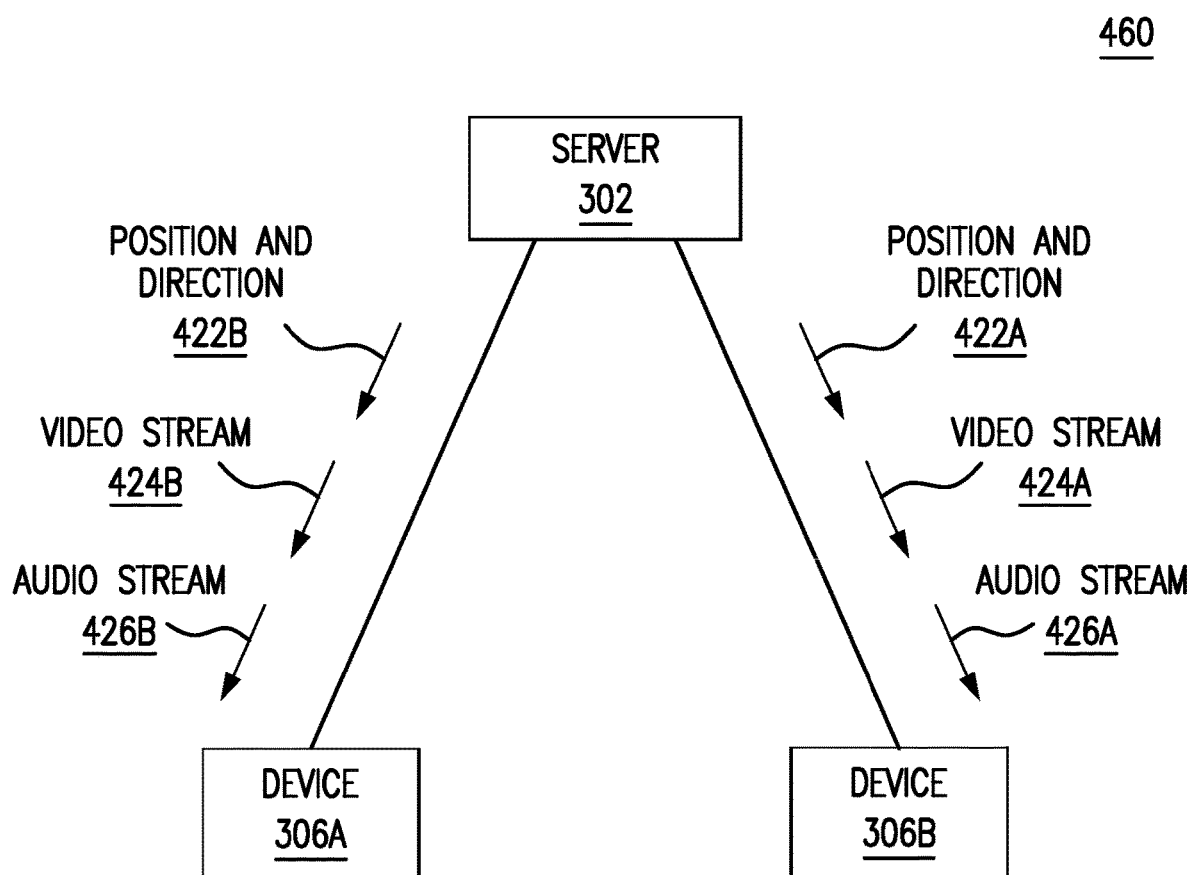 460
SERVER
302
POSITION AND
DIRECTION
422B
POSITION AND
DIRECTION
422A
VIDEO STREAM
424B
VIDEO STREAM
424A
AUDIO STREAM
426B
AUDIO STREAM
426A
DEVICE
306A
DEVICE
306B